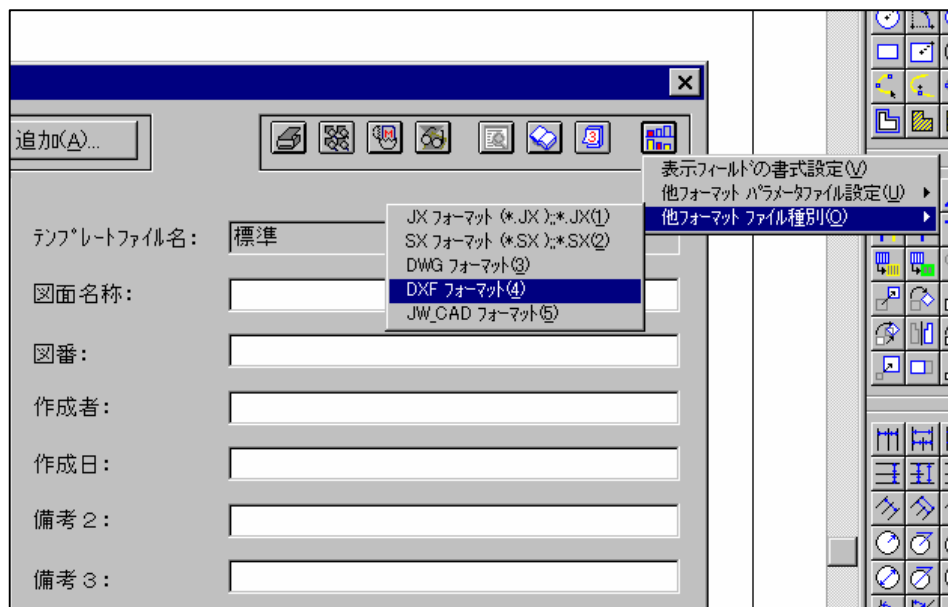 追加(A)...
表示フィールドの書式設定(V)
他フォーマット パラメータファイル設定(U)
他フォーマット ファイル種別(O)
JX フォーマット (*.JX );;*.JX(1)
SX フォーマット (*.SX );;*.SX(2)
DWG フォーマット(3)
DXF フォーマット(4)
JW_CAD フォーマット(5)
テンプレートファイル名：
標準
図面名称：
図番：
作成者：
作成日：
備考２：
備考３：